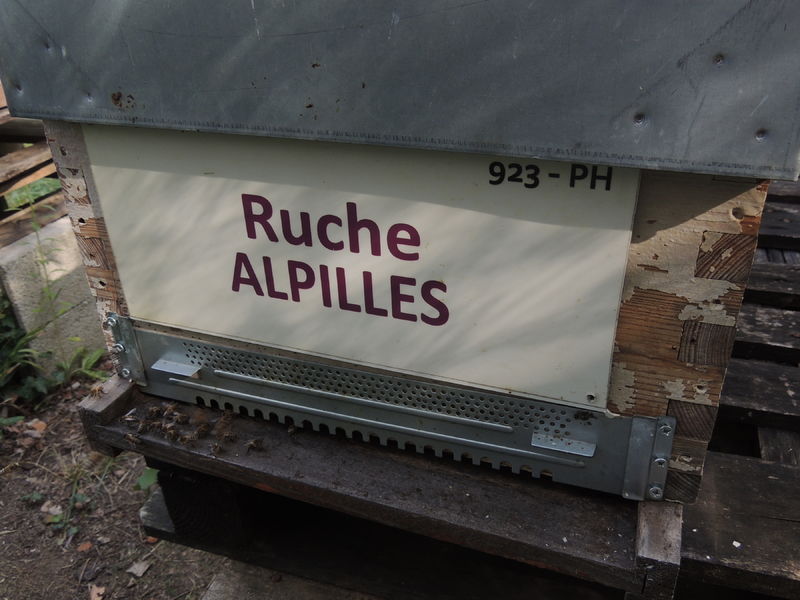 923 - PH
Ruche
ALPILLES